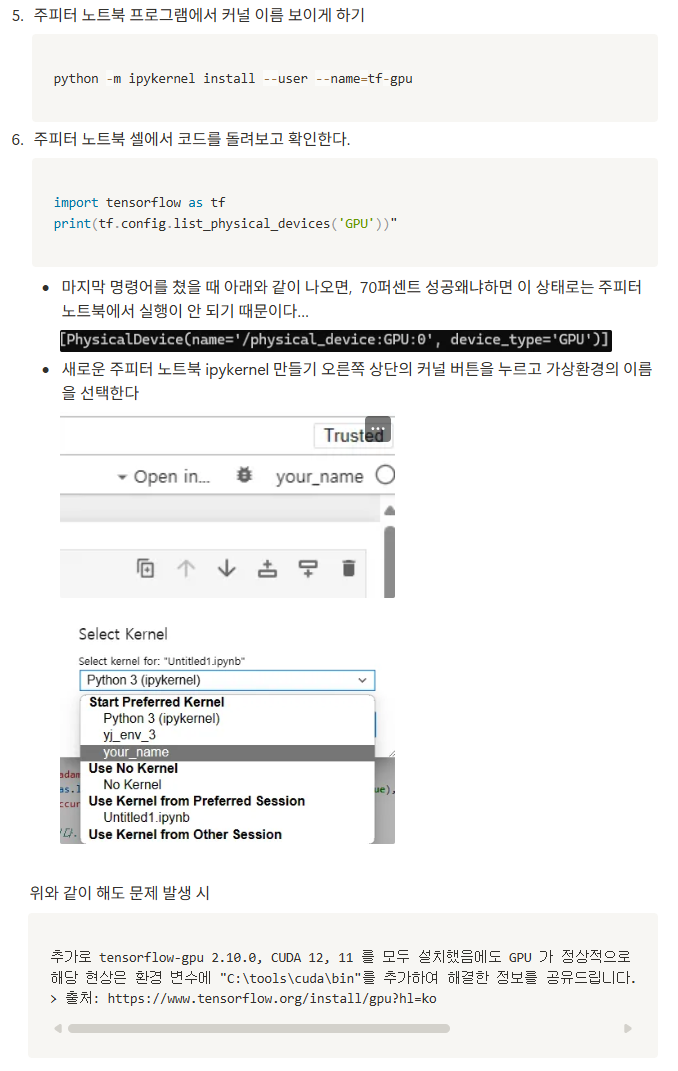 5. 주피터 노트북 프로그램에서 커널 이름 보이게 하기
python -m ipykernel install --user --name=tf-gpu
6. 주피터 노트북 셀에서 코드를 돌려보고 확인한다.
import tensorflow as tf
print(tf.config.list_physical_devices('GPU'))"
• 마지막 명령어를 쳤을 때 아래와 같이 나오면, 70퍼센트 성공왜냐하면 이 상태로는 주피터
노트북에서 실행이 안 되기 때문이다...
[PhysicalDevice(name='/physical_device:GPU:0', device_type='GPU')]
• 새로운 주피터 노트북 ipykernel 만들기 오른쪽 상단의 커널 버튼을 누르고 가상환경의 이름
을 선택한다
Trusted
Open in...
your_name
Select Kernel
Select kernel for: "Untitled1.ipynb"
Python 3 (ipykernel)
Start Preferred Kernel
Python 3 (ipykernel)
yj_env_3
your_name
Use No Kernel
No Kernel
Use Kernel from Preferred Session
Untitled1.ipynb
Use Kernel from Other Session
위와 같이 해도 문제 발생 시
추가로 tensorflow-gpu 2.10.0, CUDA 12, 11 를 모두 설치했음에도 GPU 가 정상적으로
해당 현상은 환경 변수에 "C:\tools\cuda\bin"를 추가하여 해결한 정보를 공유드립니다.
> 출처: https://www.tensorflow.org/install/gpu?hl=ko